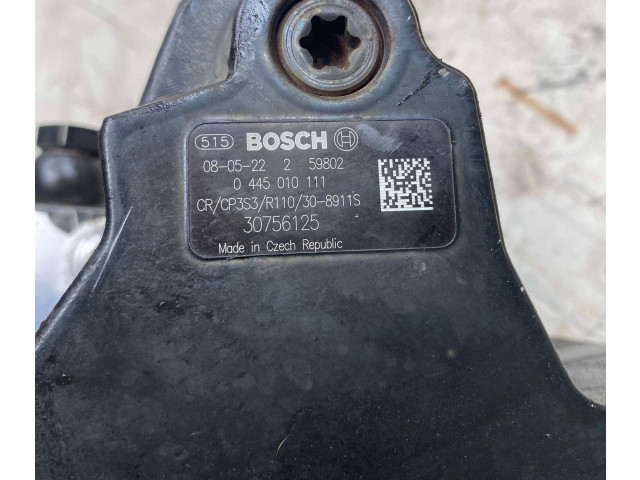 515 BOSCH
08-05-22 2 59802
0 445 010 111
CR/CP3S3/R110/30-8911S
30756125
Made in Czech Republic